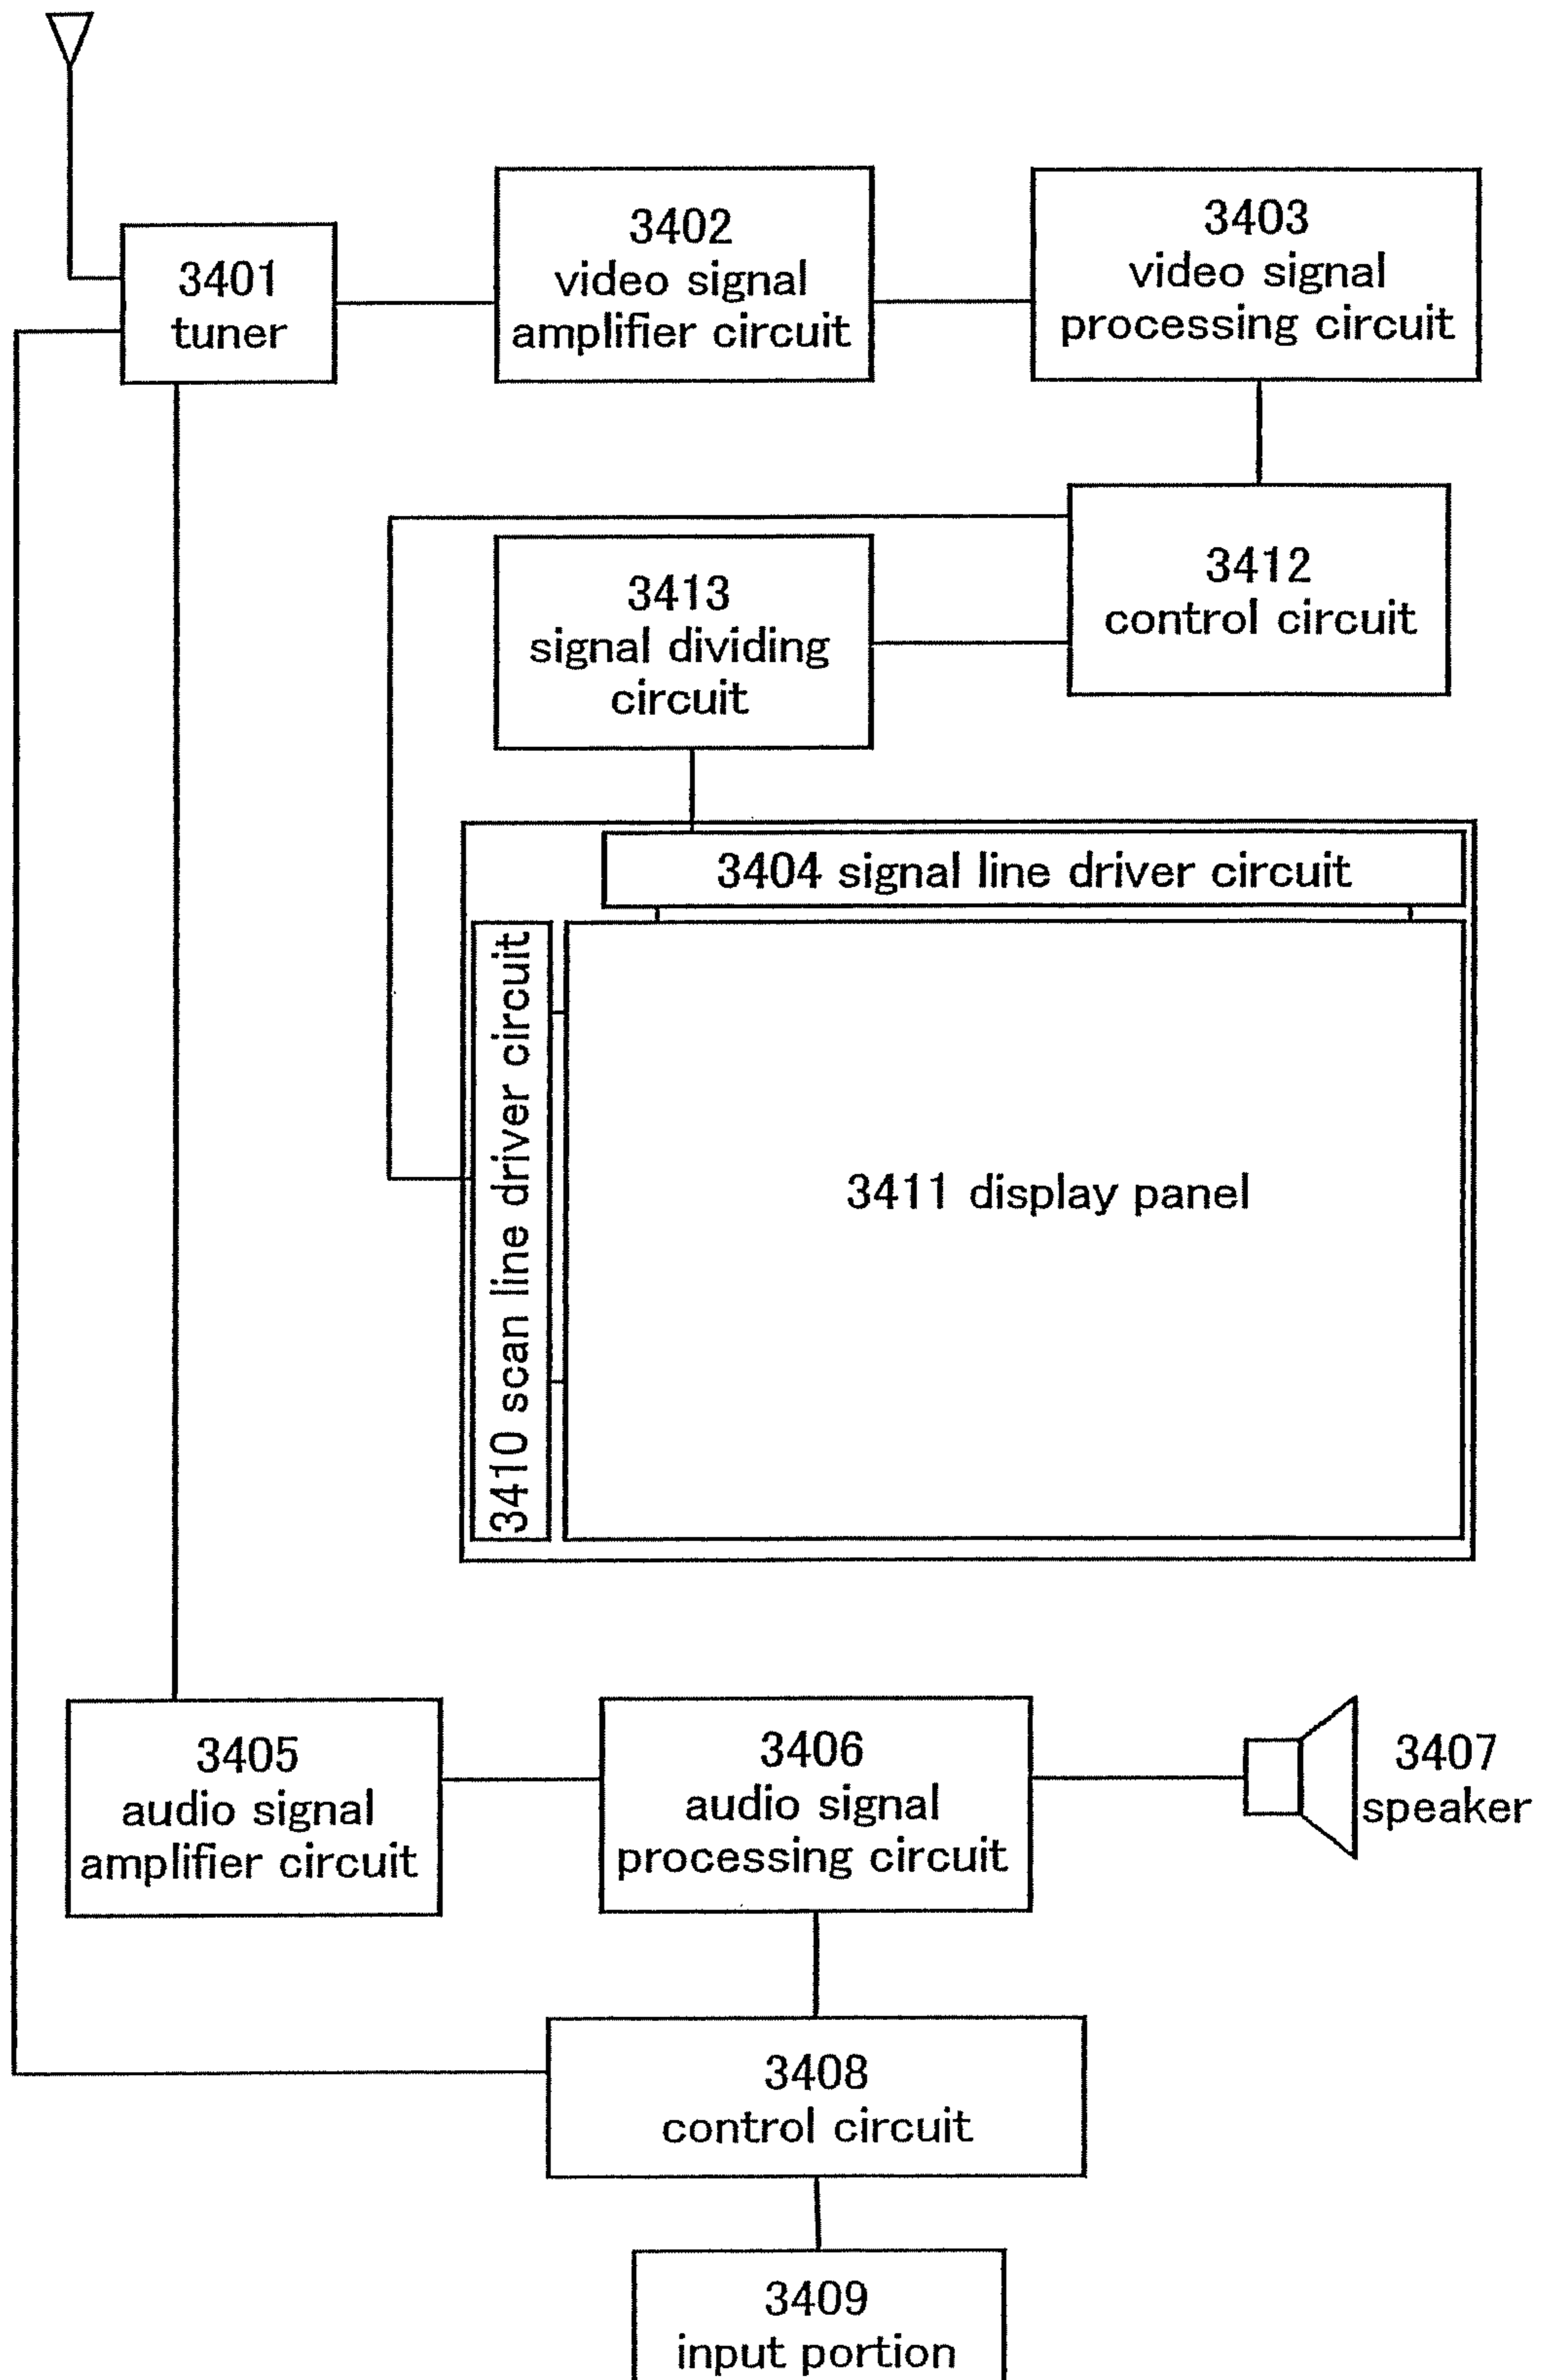 3401
tuner
3402
video signal
amplifier circuit
3403
video signal
processing circuit
3412
control circuit
3413
signal dividing
circuit
3404 signal line driver circuit
3410 scan line driver circuit
3411 display panel
3405
audio signal
amplifier circuit
3406
audio signal
processing circuit
3407
speaker
3408
control circuit
3409
input portion